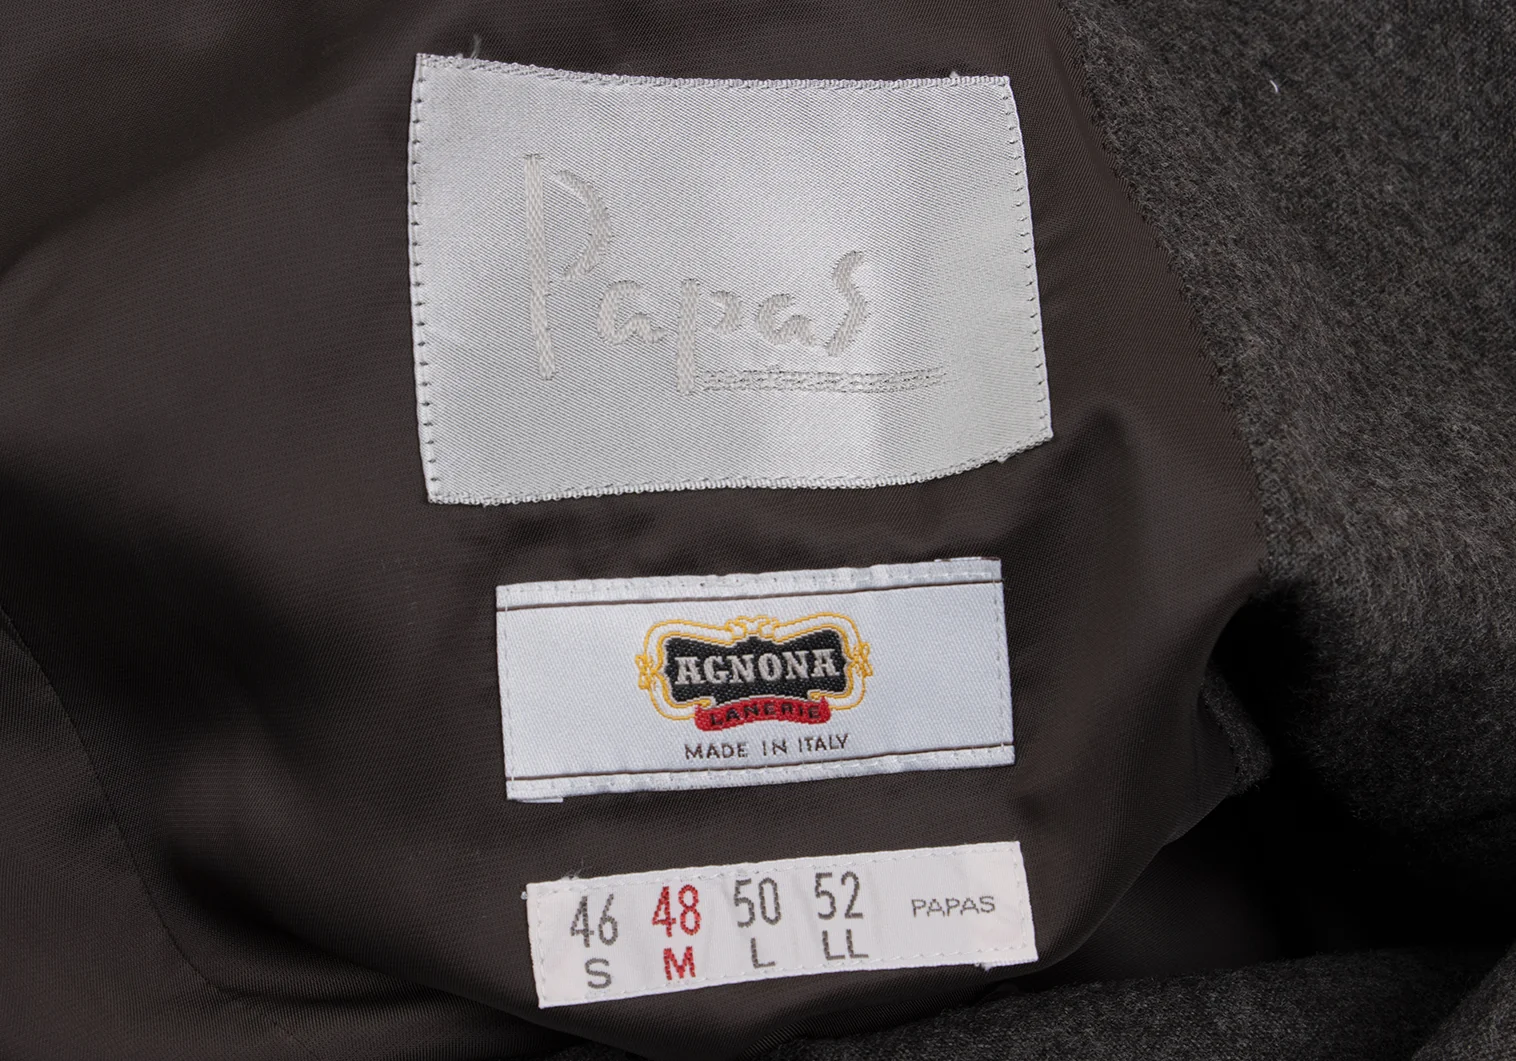 Papas
AGNONA
LANERIE
MADE IN ITALY
46 48 50 52 PAPAS
S M L LL